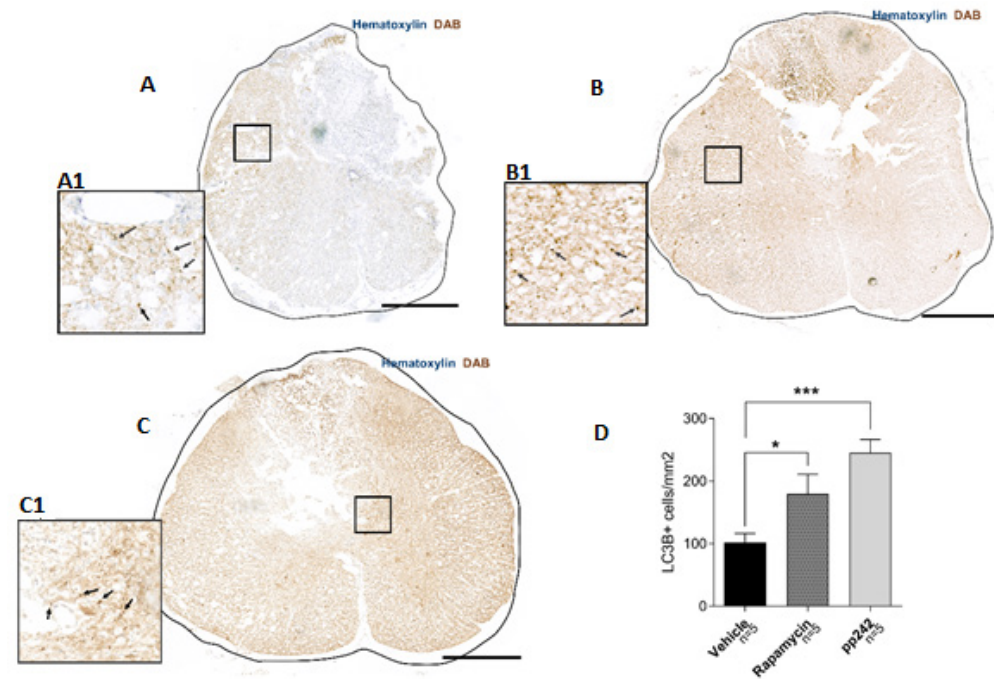 Hematoxylin DAB
A
A1
Hematoxylin DAB
B
B1
Hematoxylin DAB
C
C1
D
***
*
300
200
100
0
LC3B+ cells/mm2
Vehicle
n=5
Rapamycin
n=5
pp242
n=5